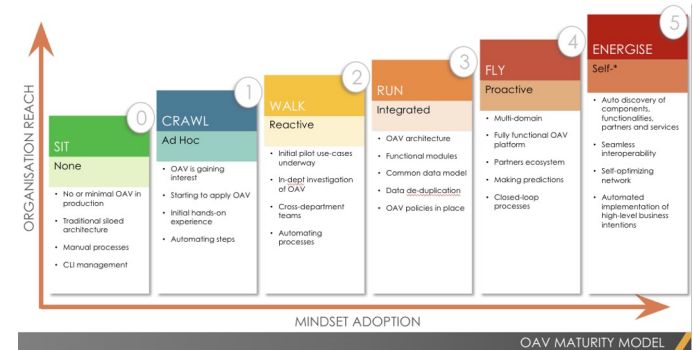 ORGANISATION REACH
0
SIT
None
• No or minimal OAV in
production
• Traditional siloed
architecture
• Manual processes
• CLI management
1
CRAWL
Ad Hoc
• OAV is gaining
interest
• Starting to apply OAV
• Initial hands-on
experience
• Automating steps
2
WALK
Reactive
• Initial pilot use-cases
underway
• In-dept investigation
of OAV
• Cross-department
teams
• Automating
processes
3
RUN
Integrated
• OAV architecture
• Functional modules
• Common data model
• Data de-duplication
• OAV policies in place
4
FLY
Proactive
• Multi-domain
• Fully functional OAV
platform
• Partners ecosystem
• Making predictions
• Closed-loop
processes
5
ENERGISE
Self-*
• Auto discovery of
components,
functionalities,
partners and services
• Seamless
interoperability
• Self-optimizing
network
• Automated
implementation of
high-level business
intentions
MINDSET ADOPTION
OAV MATURITY MODEL